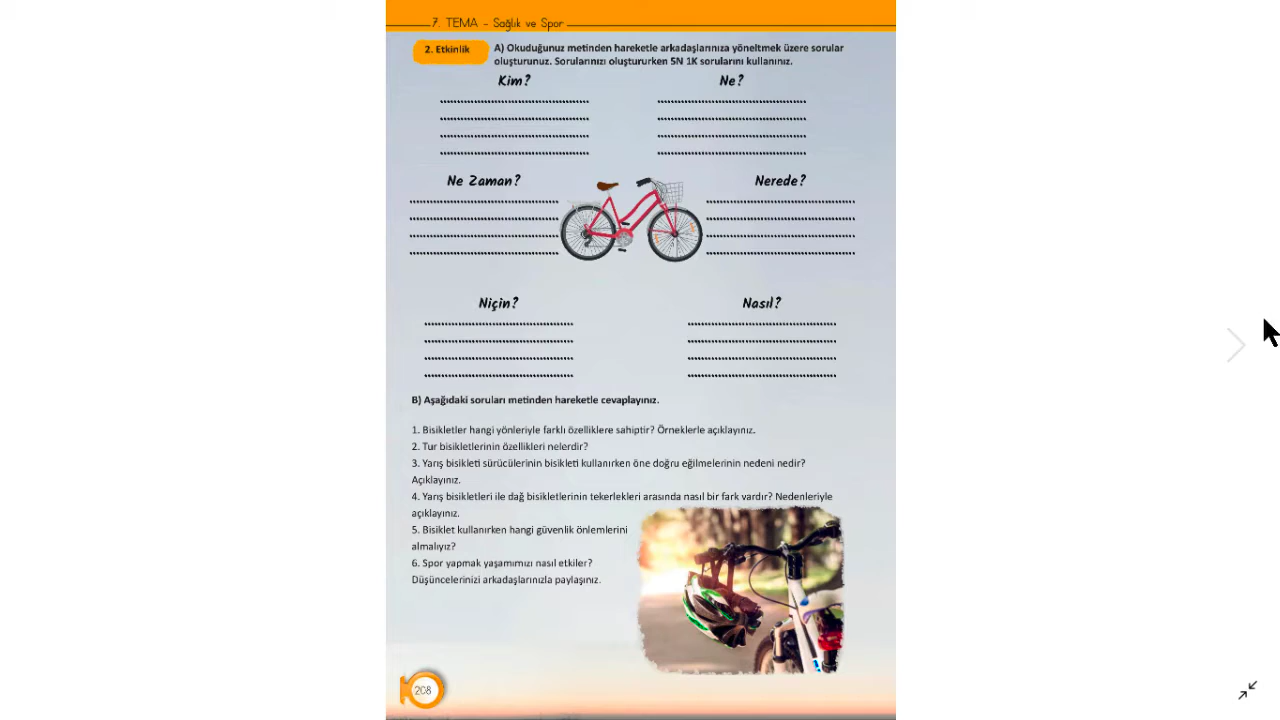 7. TEMA - Sağlık ve Spor
2. Etkinlik
A) Okuduğunuz metinden hareketle arkadaşlarınıza yöneltmek üzere sorular
oluşturunuz. Sorularınızı oluştururken 5N 1K sorularını kullanınız.
Kim?
Ne?
Ne Zaman?
Nerede?
Niçin?
Nasıl?
B) Aşağıdaki soruları metinden hareketle cevaplayınız.
1. Bisikletler hangi yönleriyle farklı özelliklere sahiptir? Örneklerle açıklayınız.
2. Tur bisikletlerinin özellikleri nelerdir?
3. Yarış bisikleti sürücülerinin bisikleti kullanırken öne doğru eğilmelerinin nedeni nedir?
Açıklayınız.
4. Yarış bisikletleri ile dağ bisikletlerinin tekerlekleri arasında nasıl bir fark vardır? Nedenleriyle
açıklayınız.
5. Bisiklet kullanırken hangi güvenlik önlemlerini
almalıyız?
6. Spor yapmak yaşamımızı nasıl etkiler?
Düşüncelerinizi arkadaşlarınızla paylaşınız.
208